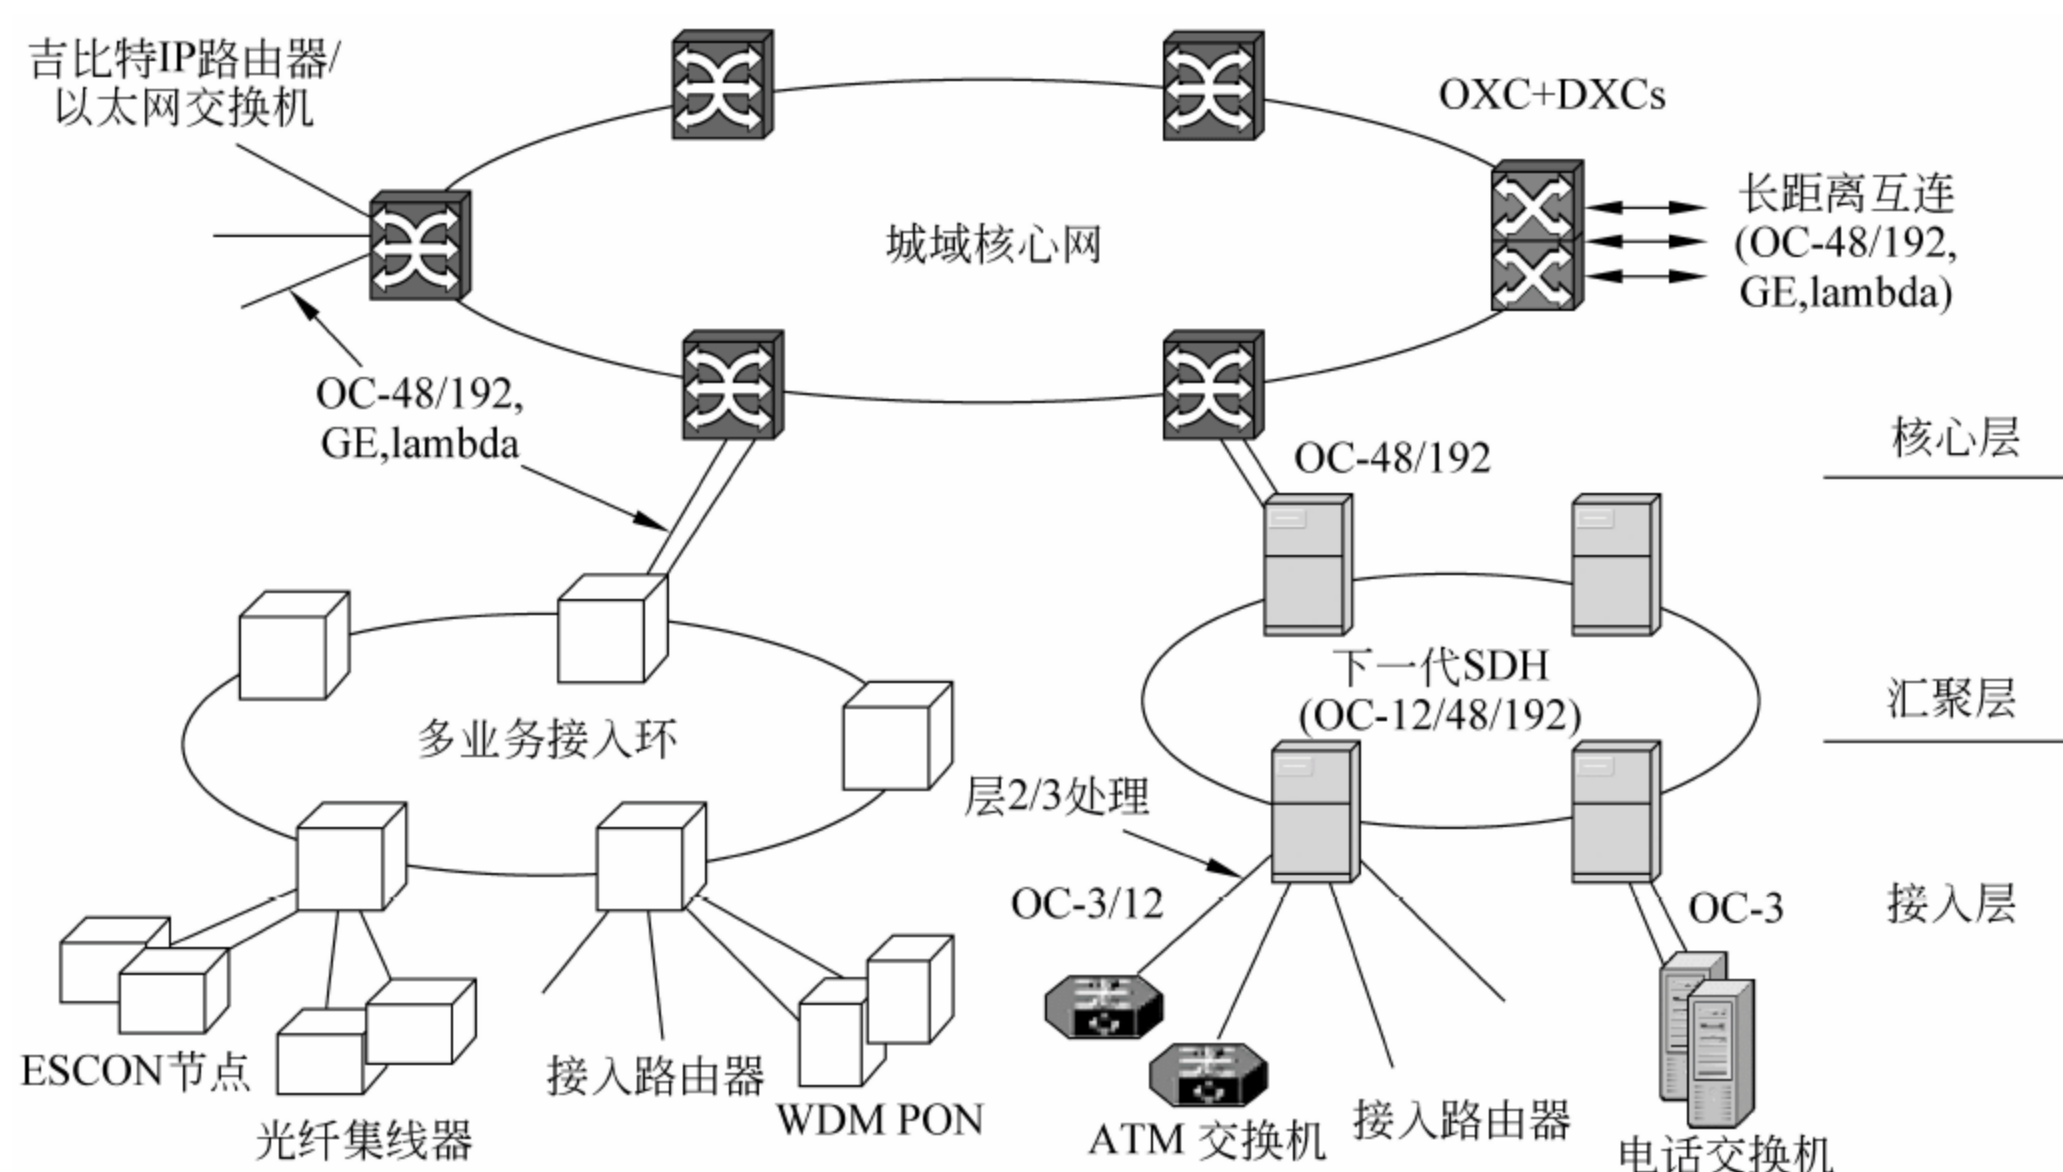 吉比特IP路由器/
以太网交换机
OXC+DXCs
长距离互连
(OC-48/192,
GE,lambda)
城域核心网
OC-48/192,
GE,lambda
OC-48/192
核心层
下一代SDH
(OC-12/48/192)
汇聚层
多业务接入环
层2/3处理
OC-3/12
OC-3
接入层
ESCON节点
光纤集线器
接入路由器
WDM PON
ATM 交换机
接入路由器
电话交换机